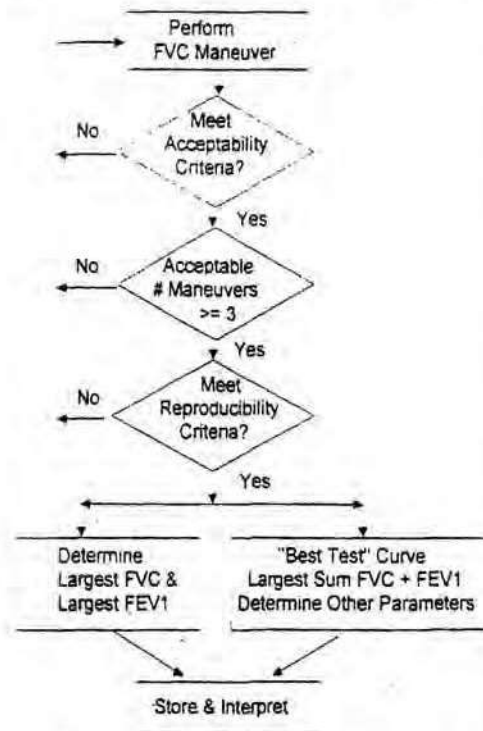 Perform
FVC Maneuver
Meet
Acceptability
Criteria?
No
Yes
Acceptable
# Maneuvers
>= 3
No
Yes
Meet
Reproducibility
Criteria?
No
Yes
Determine
Largest FVC &
Largest FEV1
"Best Test" Curve
Largest Sum FVC + FEV1
Determine Other Parameters
Store & Interpret